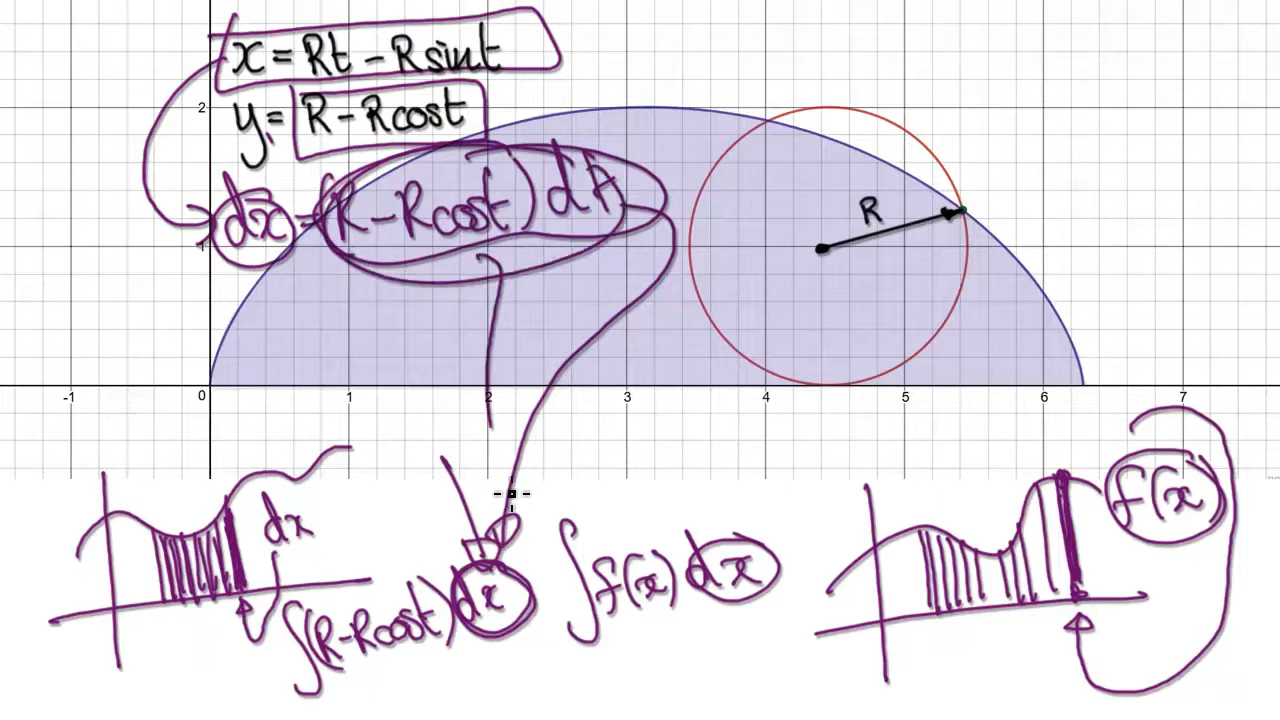 x = Rt - Rsint
y = R - Rcost
dx = (R - Rcost) dt
R
2
1
-1 0 1 2 3 4 5 6 7
dx
∫(R-Rcost) dx
∫f(x) dx
f(x)